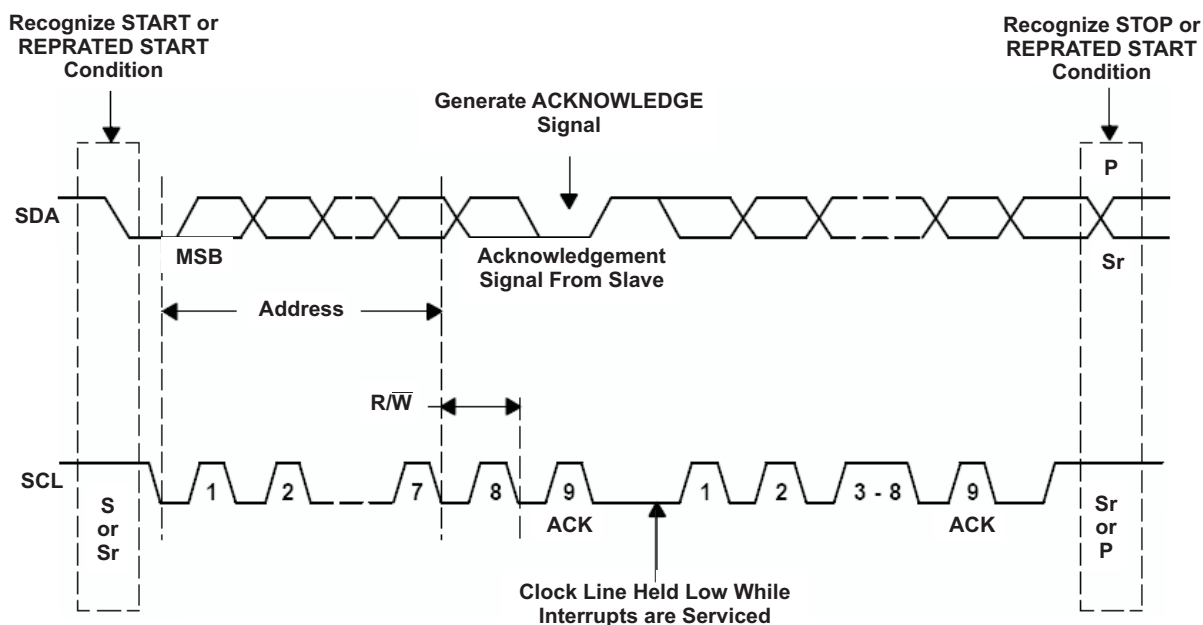 Recognize START or
REPRATED START
Condition
Recognize STOP or
REPRATED START
Condition
Generate ACKNOWLEDGE
Signal
P
SDA
MSB
Acknowledgement
Signal From Slave
Sr
Address
R/W̅
SCL
1
2
7
8
9
1
2
3 - 8
9
ACK
ACK
S
or
Sr
Sr
or
P
Clock Line Held Low While
Interrupts are Serviced